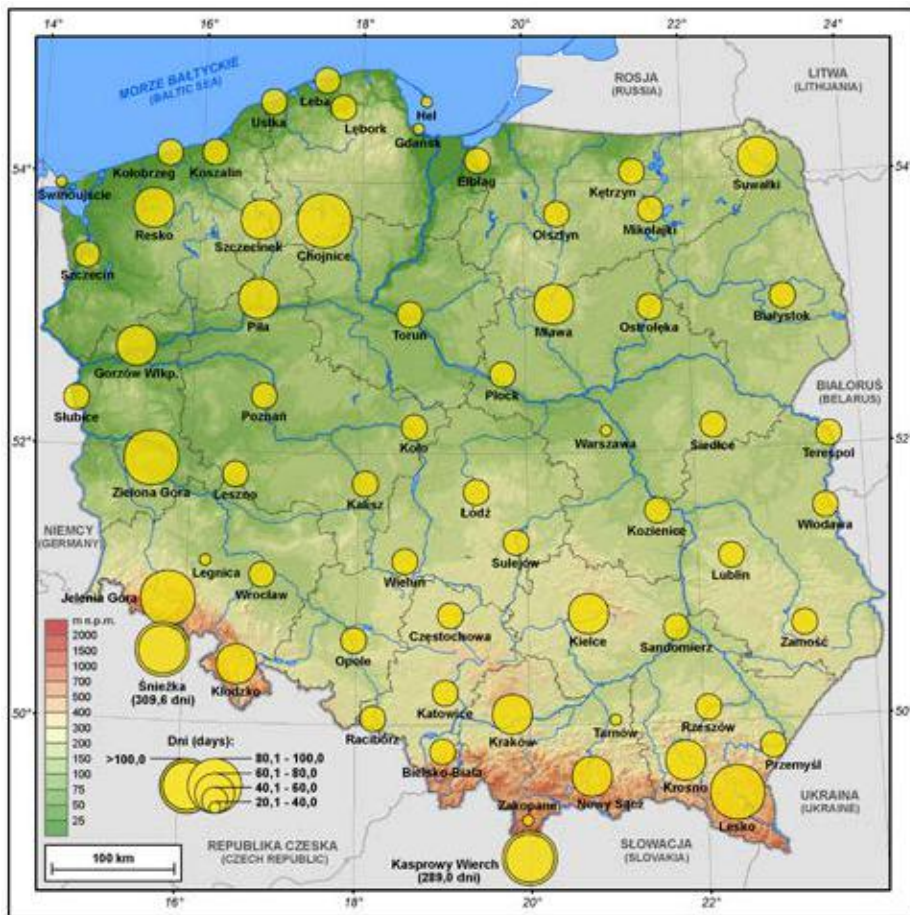 14° 16° 18° 20° 22° 24°
MORZE BAŁTYCKIE
(BALTIC SEA)
ROSJA
(RUSSIA)
LITWA
(LITHUANIA)
Łeba
Hel
Ustka
Lębork
Gdańsk
54°
54°
Kołobrzeg
Koszalin
Elbląg
Kętrzyn
Suwałki
Świnoujście
Resko
Szczecinek
Chojnice
Olsztyn
Mikołajki
Szczecin
Piła
Toruń
Mława
Ostrołęka
Białystok
Gorzów Wlkp.
Płock
BIAŁORUŚ
(BELARUS)
Słubice
Poznań
Koło
Warszawa
Siedlce
Terespol
52°
52°
Zielona Góra
Leszno
Kalisz
Łódź
Kozienice
Włodawa
NIEMCY
(GERMANY)
Legnica
Wrocław
Wieluń
Sulejów
Lublin
Jelenia Góra
m n.p.m.
2000
1500
1000
700
500
400
300
200
150
100
75
50
25
Częstochowa
Kielce
Sandomierz
Zamość
Śnieżka
(309,6 dni)
Kłodzko
Opole
50°
50°
Katowice
Racibórz
Kraków
Tarnów
Rzeszów
Dni (days):
>100,0
80,1 - 100,0
60,1 - 80,0
40,1 - 60,0
20,1 - 40,0
Bielsko-Biała
Zakopane
Nowy Sącz
Krosno
Przemyśl
Lesko
UKRAINA
(UKRAINE)
REPUBLIKA CZESKA
(CZECH REPUBLIC)
SŁOWACJA
(SLOVAKIA)
100 km
Kasprowy Wierch
(289,0 dni)
16° 18° 20° 22°